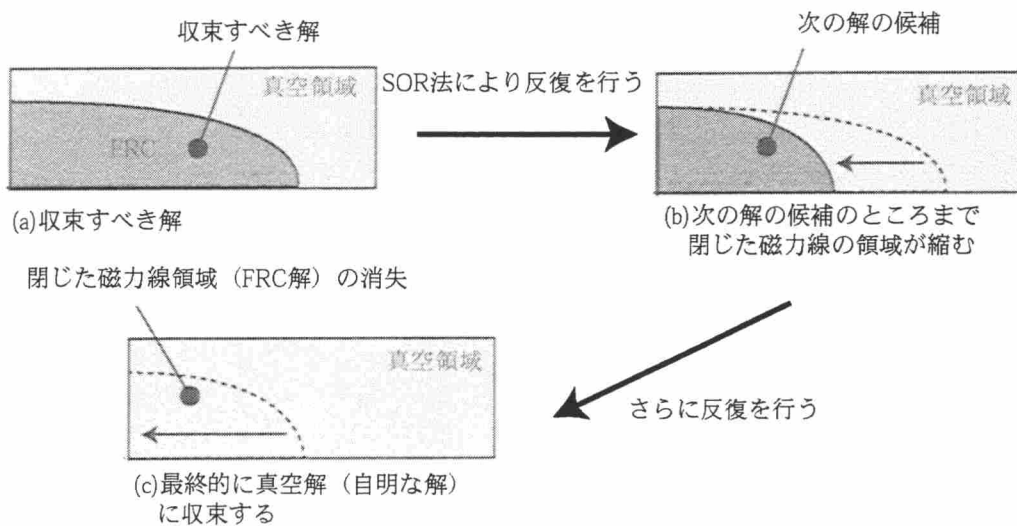 収束すべき解
真空領域
FRC
(a)収束すべき解
SOR法により反復を行う
次の解の候補
真空領域
(b)次の解の候補のところまで
閉じた磁力線の領域が縮む
閉じた磁力線領域（FRC解）の消失
真空領域
さらに反復を行う
(c)最終的に真空解（自明な解）
に収束する